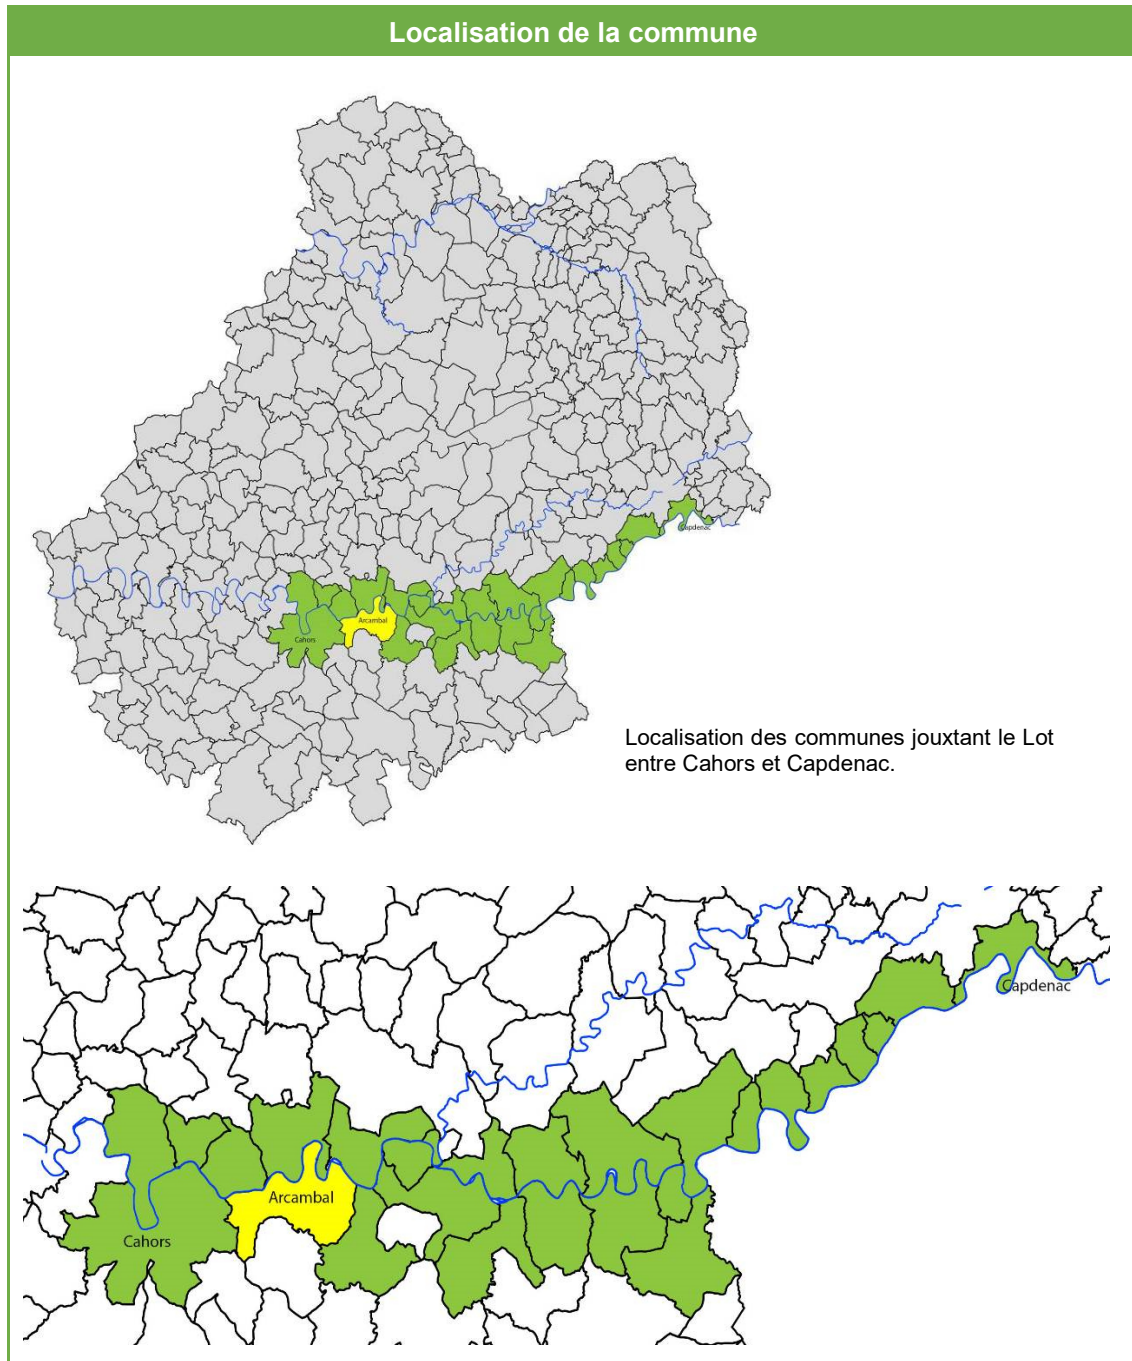 Localisation de la commune
Capdenac
Arcambal
Cahors
Localisation des communes jouxtant le Lot
entre Cahors et Capdenac.
Capdenac
Arcambal
Cahors